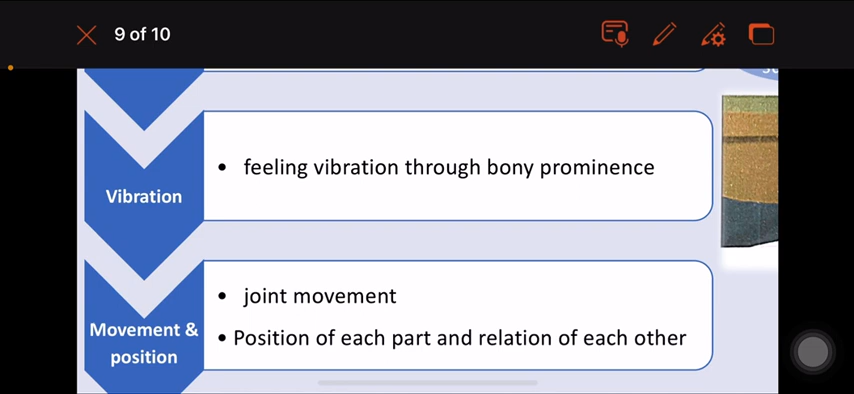 9 of 10
Vibration
• feeling vibration through bony prominence
Movement &
position
• joint movement
• Position of each part and relation of each other